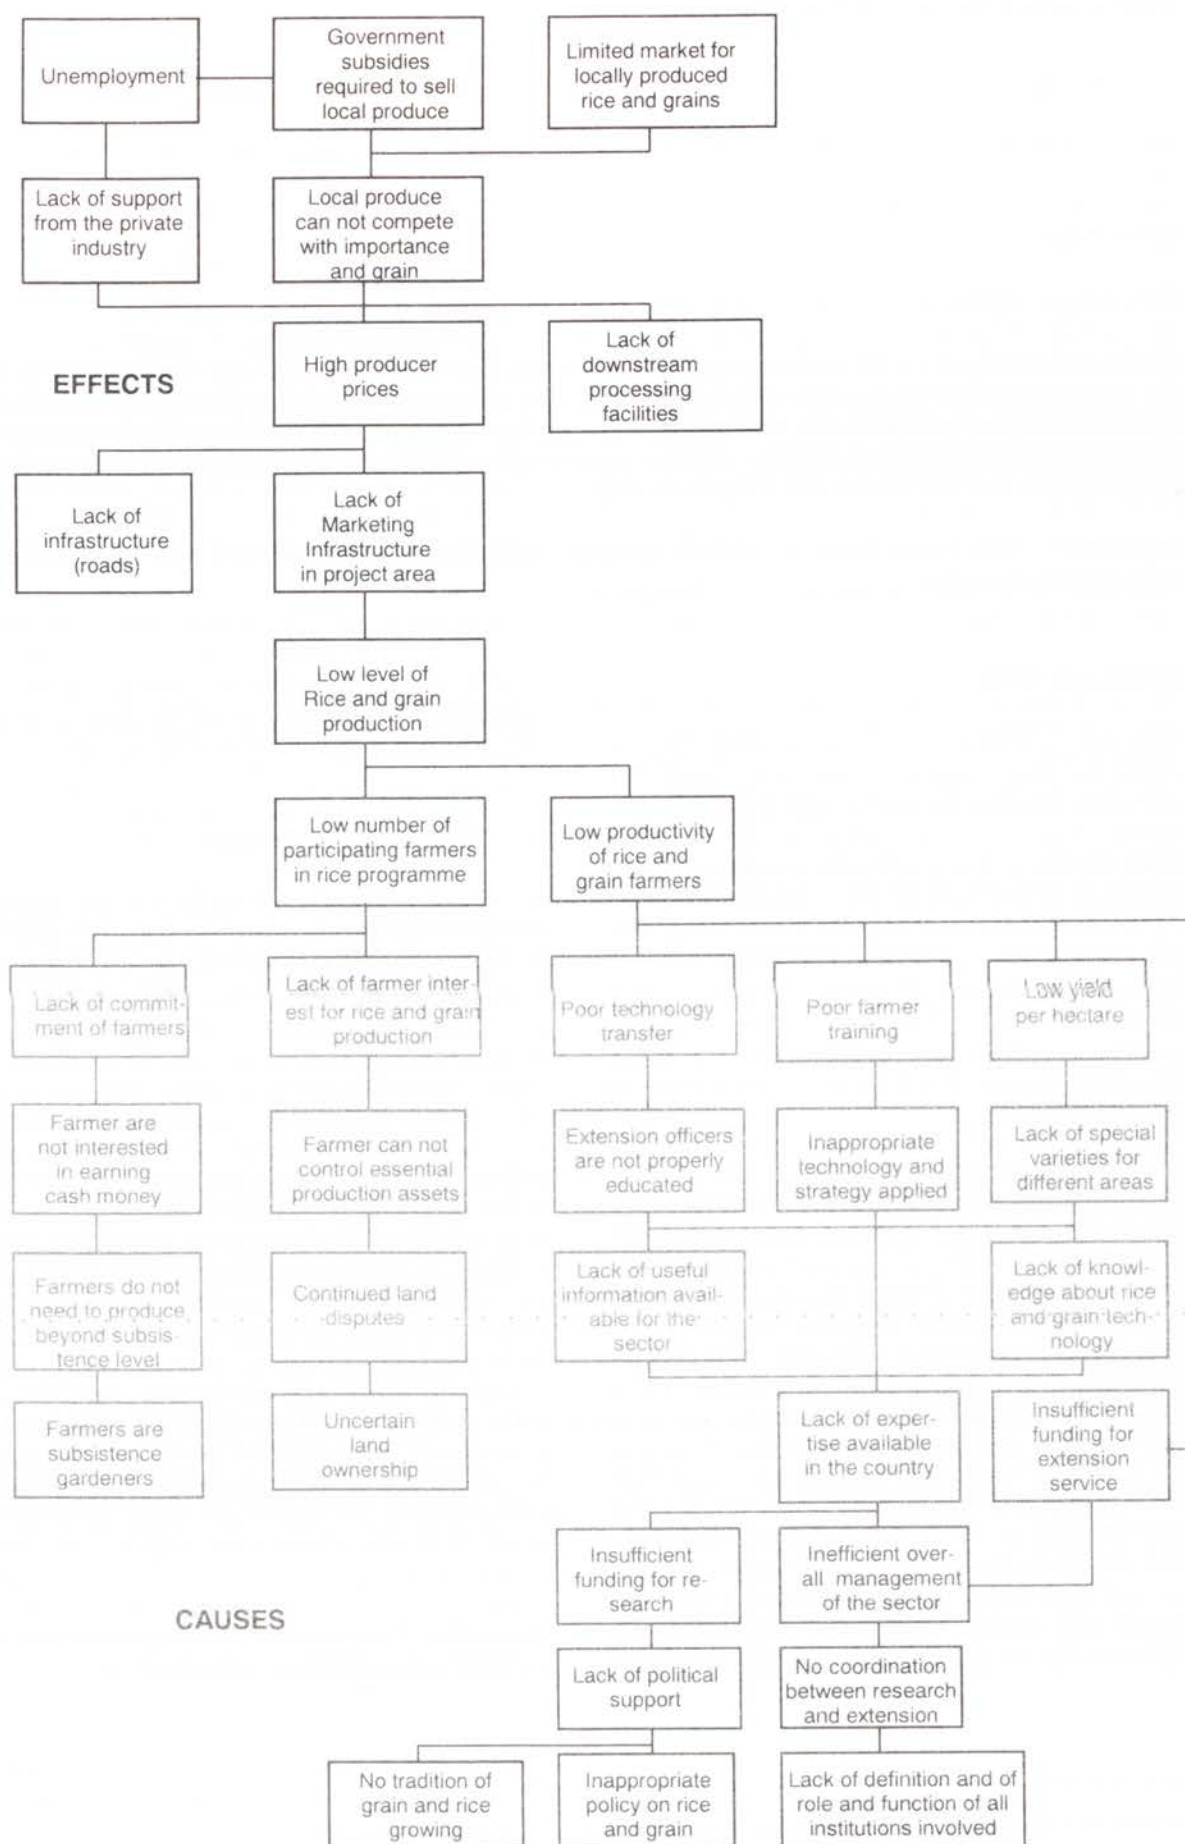 Unemployment
Government
subsidies
required to sell
local produce
Limited market for
locally produced
rice and grains
Lack of support
from the private
industry
Local produce
can not compete
with importance
and grain
EFFECTS
High producer
prices
Lack of
downstream
processing
facilities
Lack of
infrastructure
(roads)
Lack of
Marketing
Infrastructure
in project area
Low level of
Rice and grain
production
Low number of
participating farmers
in rice programme
Low productivity
of rice and
grain farmers
Lack of commit-
ment of farmers
Lack of farmer inter-
est for rice and grain
production
Poor technology
transfer
Poor farmer
training
Low yield
per hectare
Farmer are
not interested
in earning
cash money
Farmer can not
control essential
production assets
Extension officers
are not properly
educated
Inappropriate
technology and
strategy applied
Lack of special
varieties for
different areas
Farmers do not
need to produce
beyond subsis-
tence level
Continued land
disputes
Lack of useful
information avail-
able for the
sector
Lack of knowl-
edge about rice
and grain tech-
nology
Farmers are
subsistence
gardeners
Uncertain
land
ownership
Lack of exper-
tise available
in the country
Insufficient
funding for
extension
service
Insufficient
funding for re-
search
Inefficient over-
all management
of the sector
CAUSES
Lack of political
support
No coordination
between research
and extension
No tradition of
grain and rice
growing
Inappropriate
policy on rice
and grain
Lack of definition and of
role and function of all
institutions involved